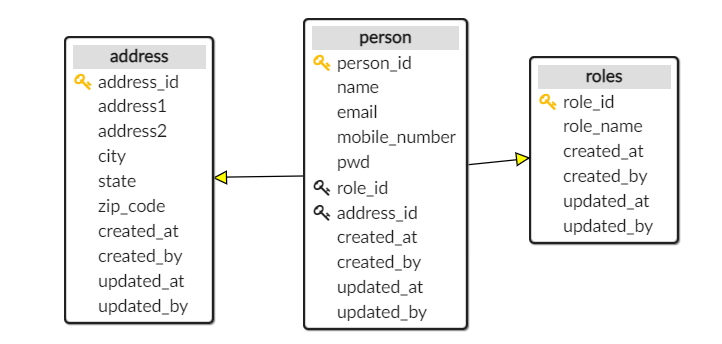 address
address_id
address1
address2
city
state
zip_code
created_at
created_by
updated_at
updated_by
person
person_id
name
email
mobile_number
pwd
role_id
address_id
created_at
created_by
updated_at
updated_by
roles
role_id
role_name
created_at
created_by
updated_at
updated_by